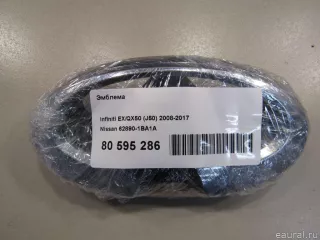 Эмблема
Infiniti EX/QX50 (J50) 2008-2017
Nissan 62890-1BA1A
80 595 286
eaural.ru